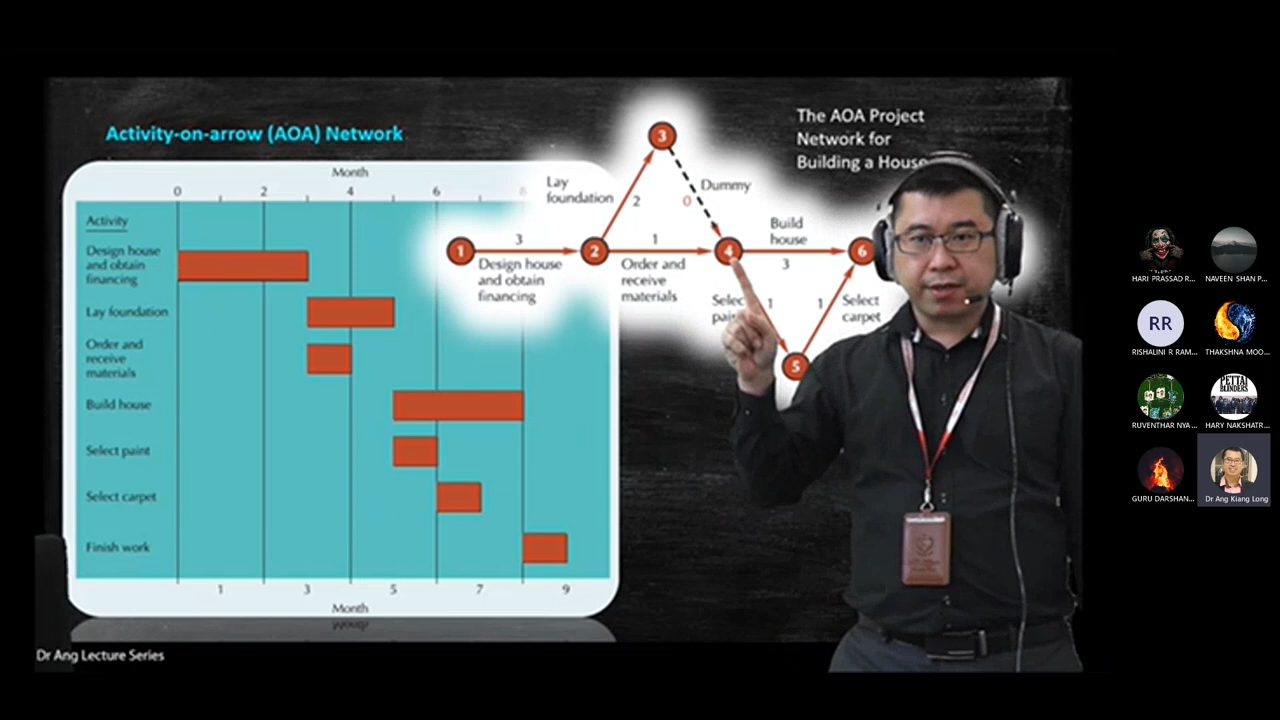 Activity-on-arrow (AOA) Network
The AOA Project
Network for
Building a House
Month
0 2 4 6 8
Activity
Design house
and obtain
financing
Lay foundation
Order and
receive
materials
Build house
Select paint
Select carpet
Finish work
1 3 5 7 9
Month
3
Lay
foundation
2
0
Dummy
1
3
Design house
and obtain
financing
2
1
Order and
receive
materials
4
Build
house
3
6
1
1
Select
carpet
5
Dr Ang Lecture Series
HARI PRASSAD R...
NAVEEN SHAN P...
RR
RISHALINI R RAM...
THAKSHNA MOO...
RUVENTHAR NYA...
HARY NAKSHATR...
GURU DARSHAN...
Dr Ang Kiang Long